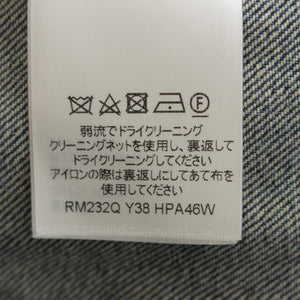 弱流でドライクリーニング
クリーニングネットを使用し、裏返して
ドライクリーニングしてください
アイロンの際は裏返しにしてあて布を
使用してください
RM232Q Y38 HPA46W